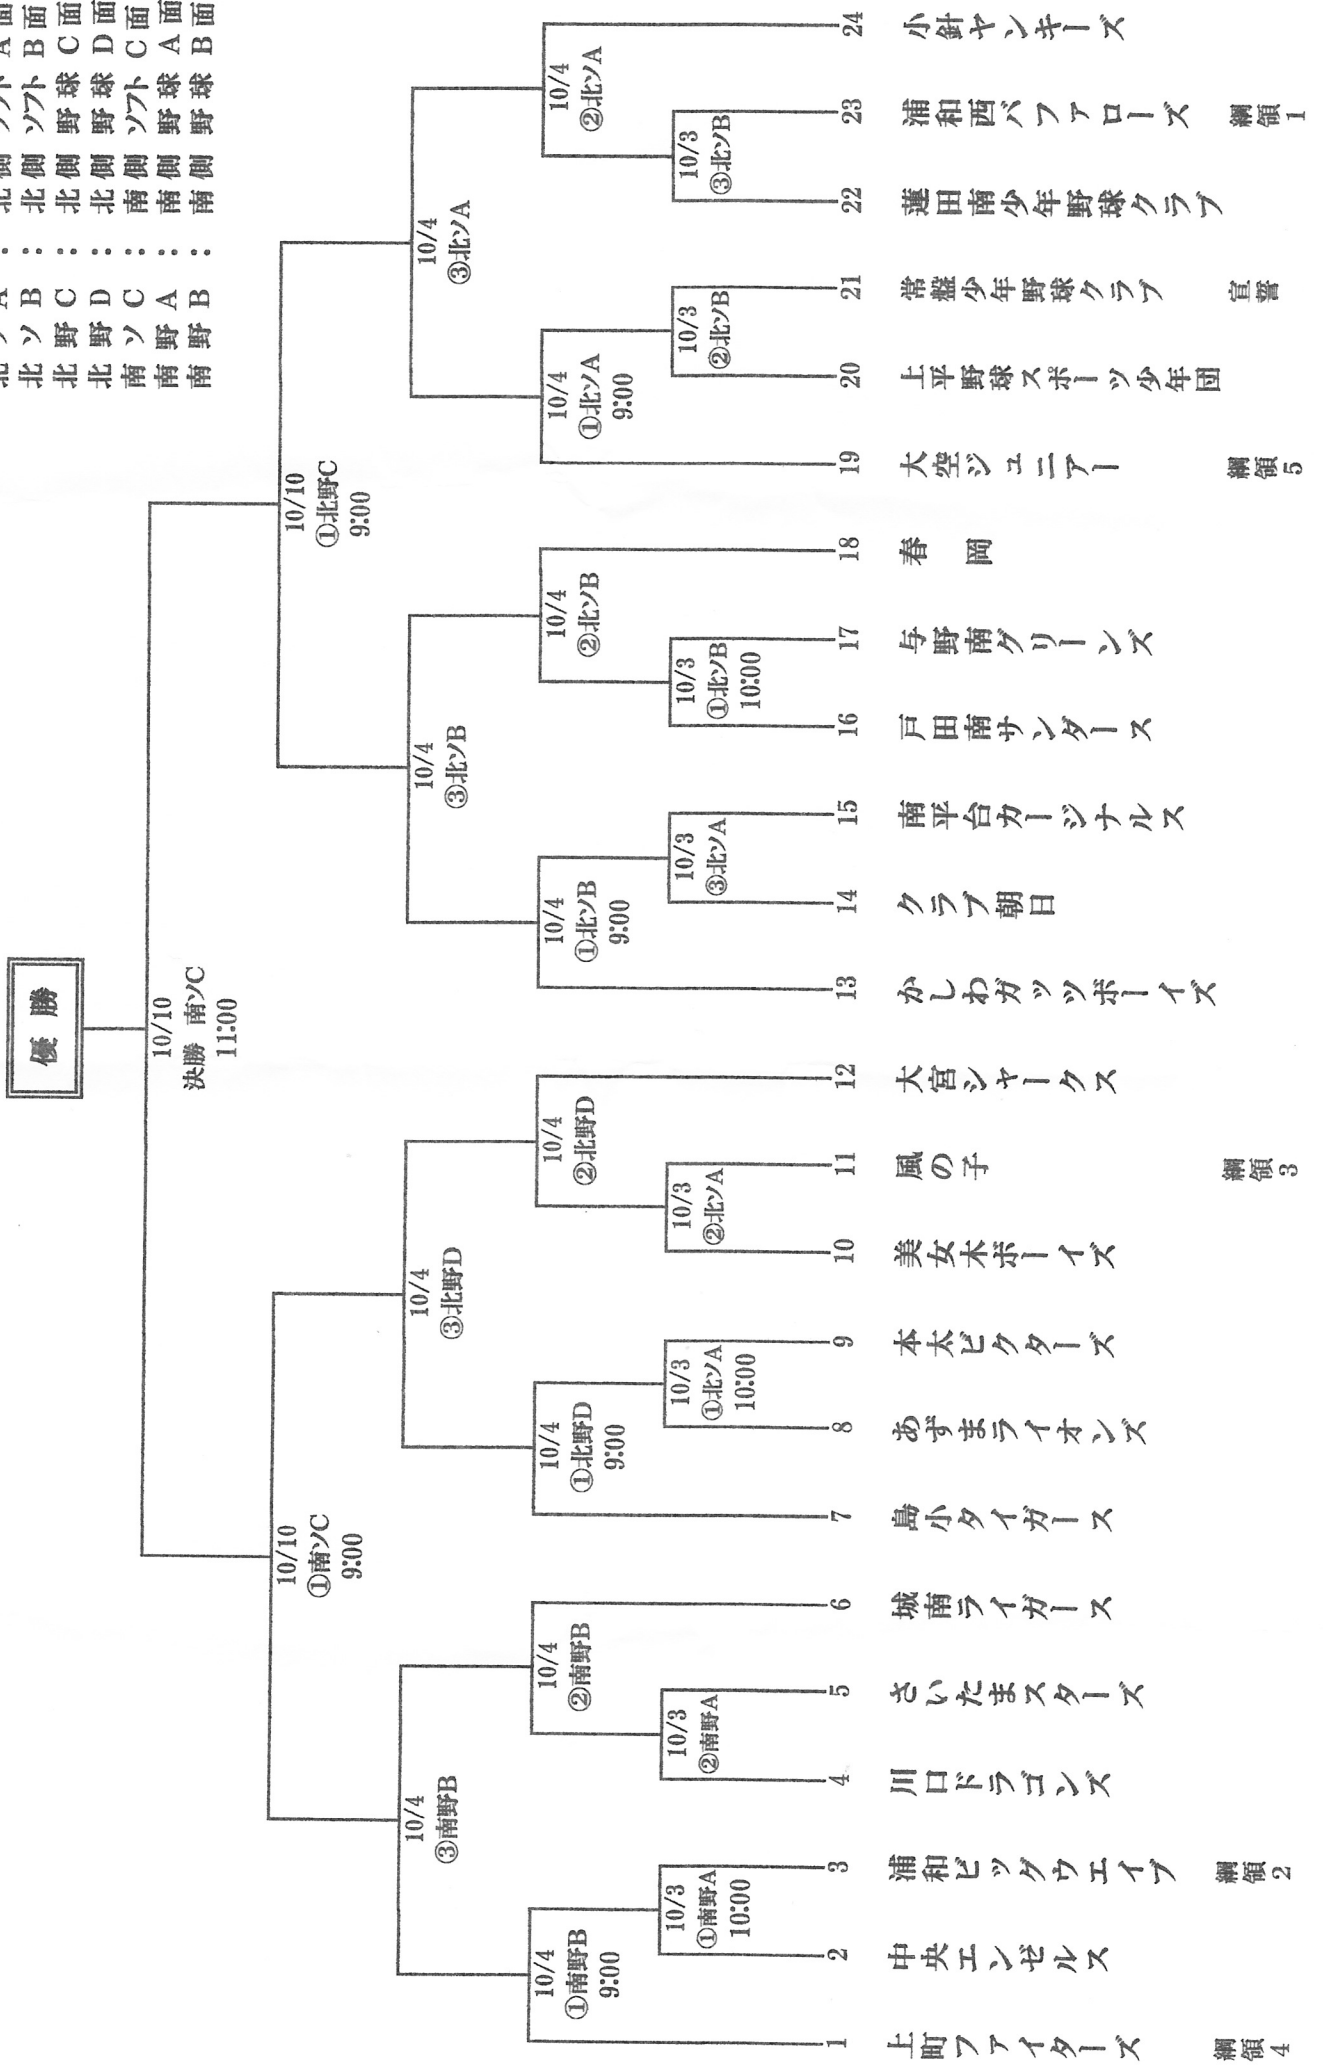 優 勝
10/10
決勝 南ソC
11:00
10/10
①南ソC
9:00
10/10
①北野C
9:00
10/4
③南野B
10/4
③北野D
10/4
③北ソB
10/4
③北ソA
10/4
①南野B
9:00
10/4
②南野B
10/4
①北野D
9:00
10/4
②北野D
10/4
①北ソB
9:00
10/4
②北ソB
10/4
①北ソA
9:00
10/4
②北ソA
10/3
①南野A
10:00
10/3
②南野A
10/3
①北ソA
10:00
10/3
②北ソA
10/3
③北ソA
10/3
①北ソB
10:00
10/3
②北ソB
10/3
③北ソB
1 上町ファイターズ 綱領4
2 中央エンゼルス
3 浦和ビッグウエイブ 綱領2
4 川口ドラゴンズ
5 さいたまスターズ
6 城南ライガース
7 島小タイガース
8 あずまライオンズ
9 本太ビクターズ
10 美女木ボーイズ
11 風の子 綱領3
12 大宮シャークス
13 かしわガッツボーイズ
14 クラブ朝日
15 南平台カージナルス
16 戸田南サンダース
17 与野南グリーンズ
18 春 岡
19 大空ジュニアー 綱領5
20 上平野球スポーツ少年団
21 常盤少年野球クラブ 宣誓
22 蓮田南少年野球クラブ
23 浦和西バファローズ 綱領1
24 小針ヤンキーズ
北ソA : 北側 ソフト A面
北ソB : 北側 ソフト B面
北野C : 北側 野球 C面
北野D : 北側 野球 D面
南ソC : 南側 ソフト C面
南野A : 南側 野球 A面
南野B : 南側 野球 B面